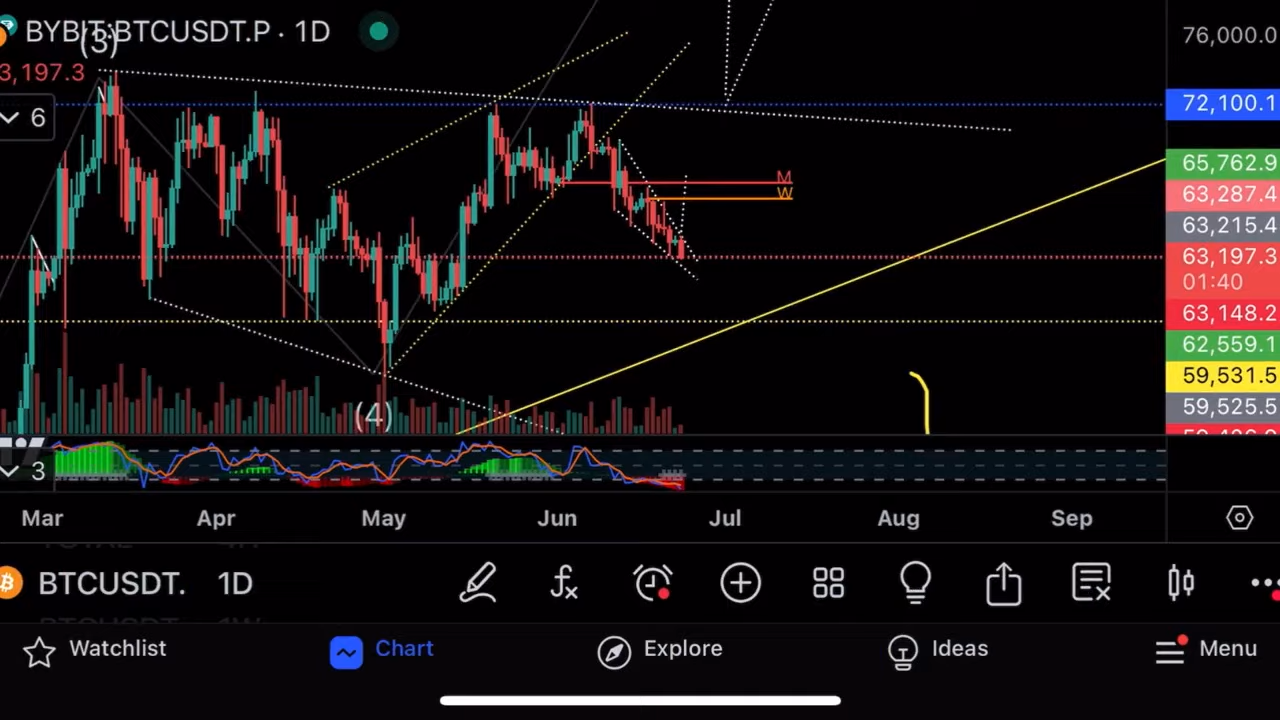 BYBIT:BTCUSDT.P · 1D
(3)
76,000.0
3,197.3
72,100.1
6
65,762.9
M
W
63,287.4
63,215.4
63,197.3
01:40
63,148.2
62,559.1
59,531.5
59,525.5
(4)
3
Mar Apr May Jun Jul Aug Sep
BTCUSDT. 1D
Watchlist Chart Explore Ideas Menu